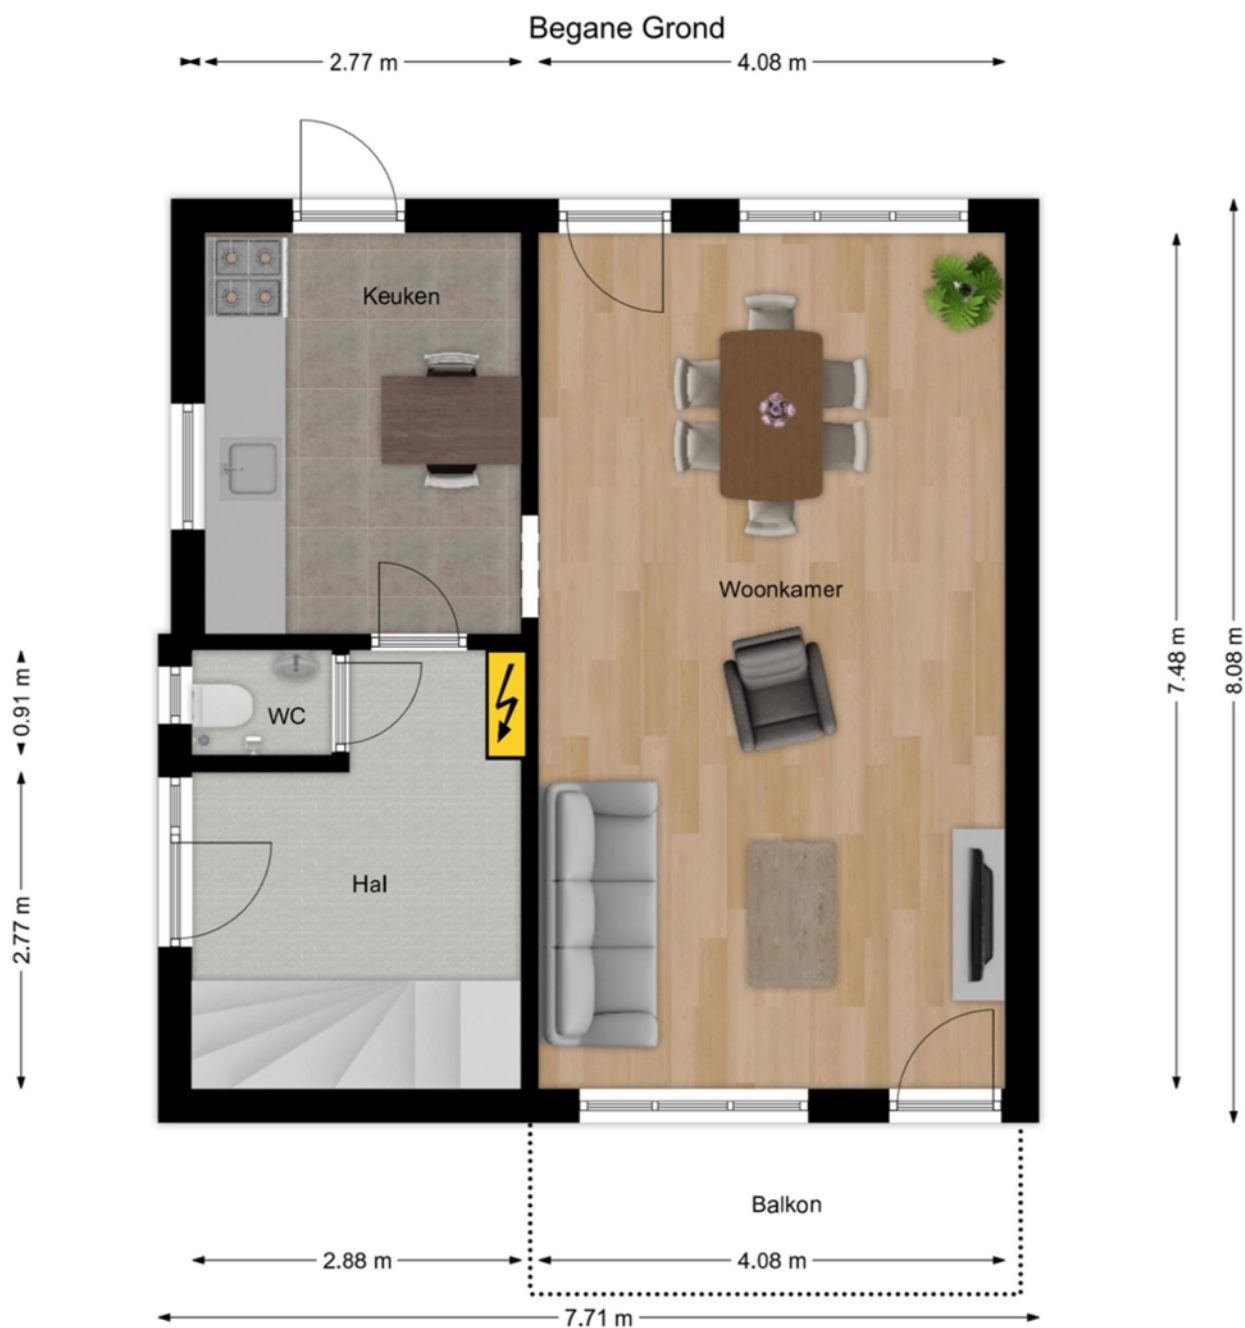 Begane Grond
2.77 m
4.08 m
Keuken
Woonkamer
7.48 m
8.08 m
0.91 m
WC
2.77 m
Hal
Balkon
2.88 m
4.08 m
7.71 m